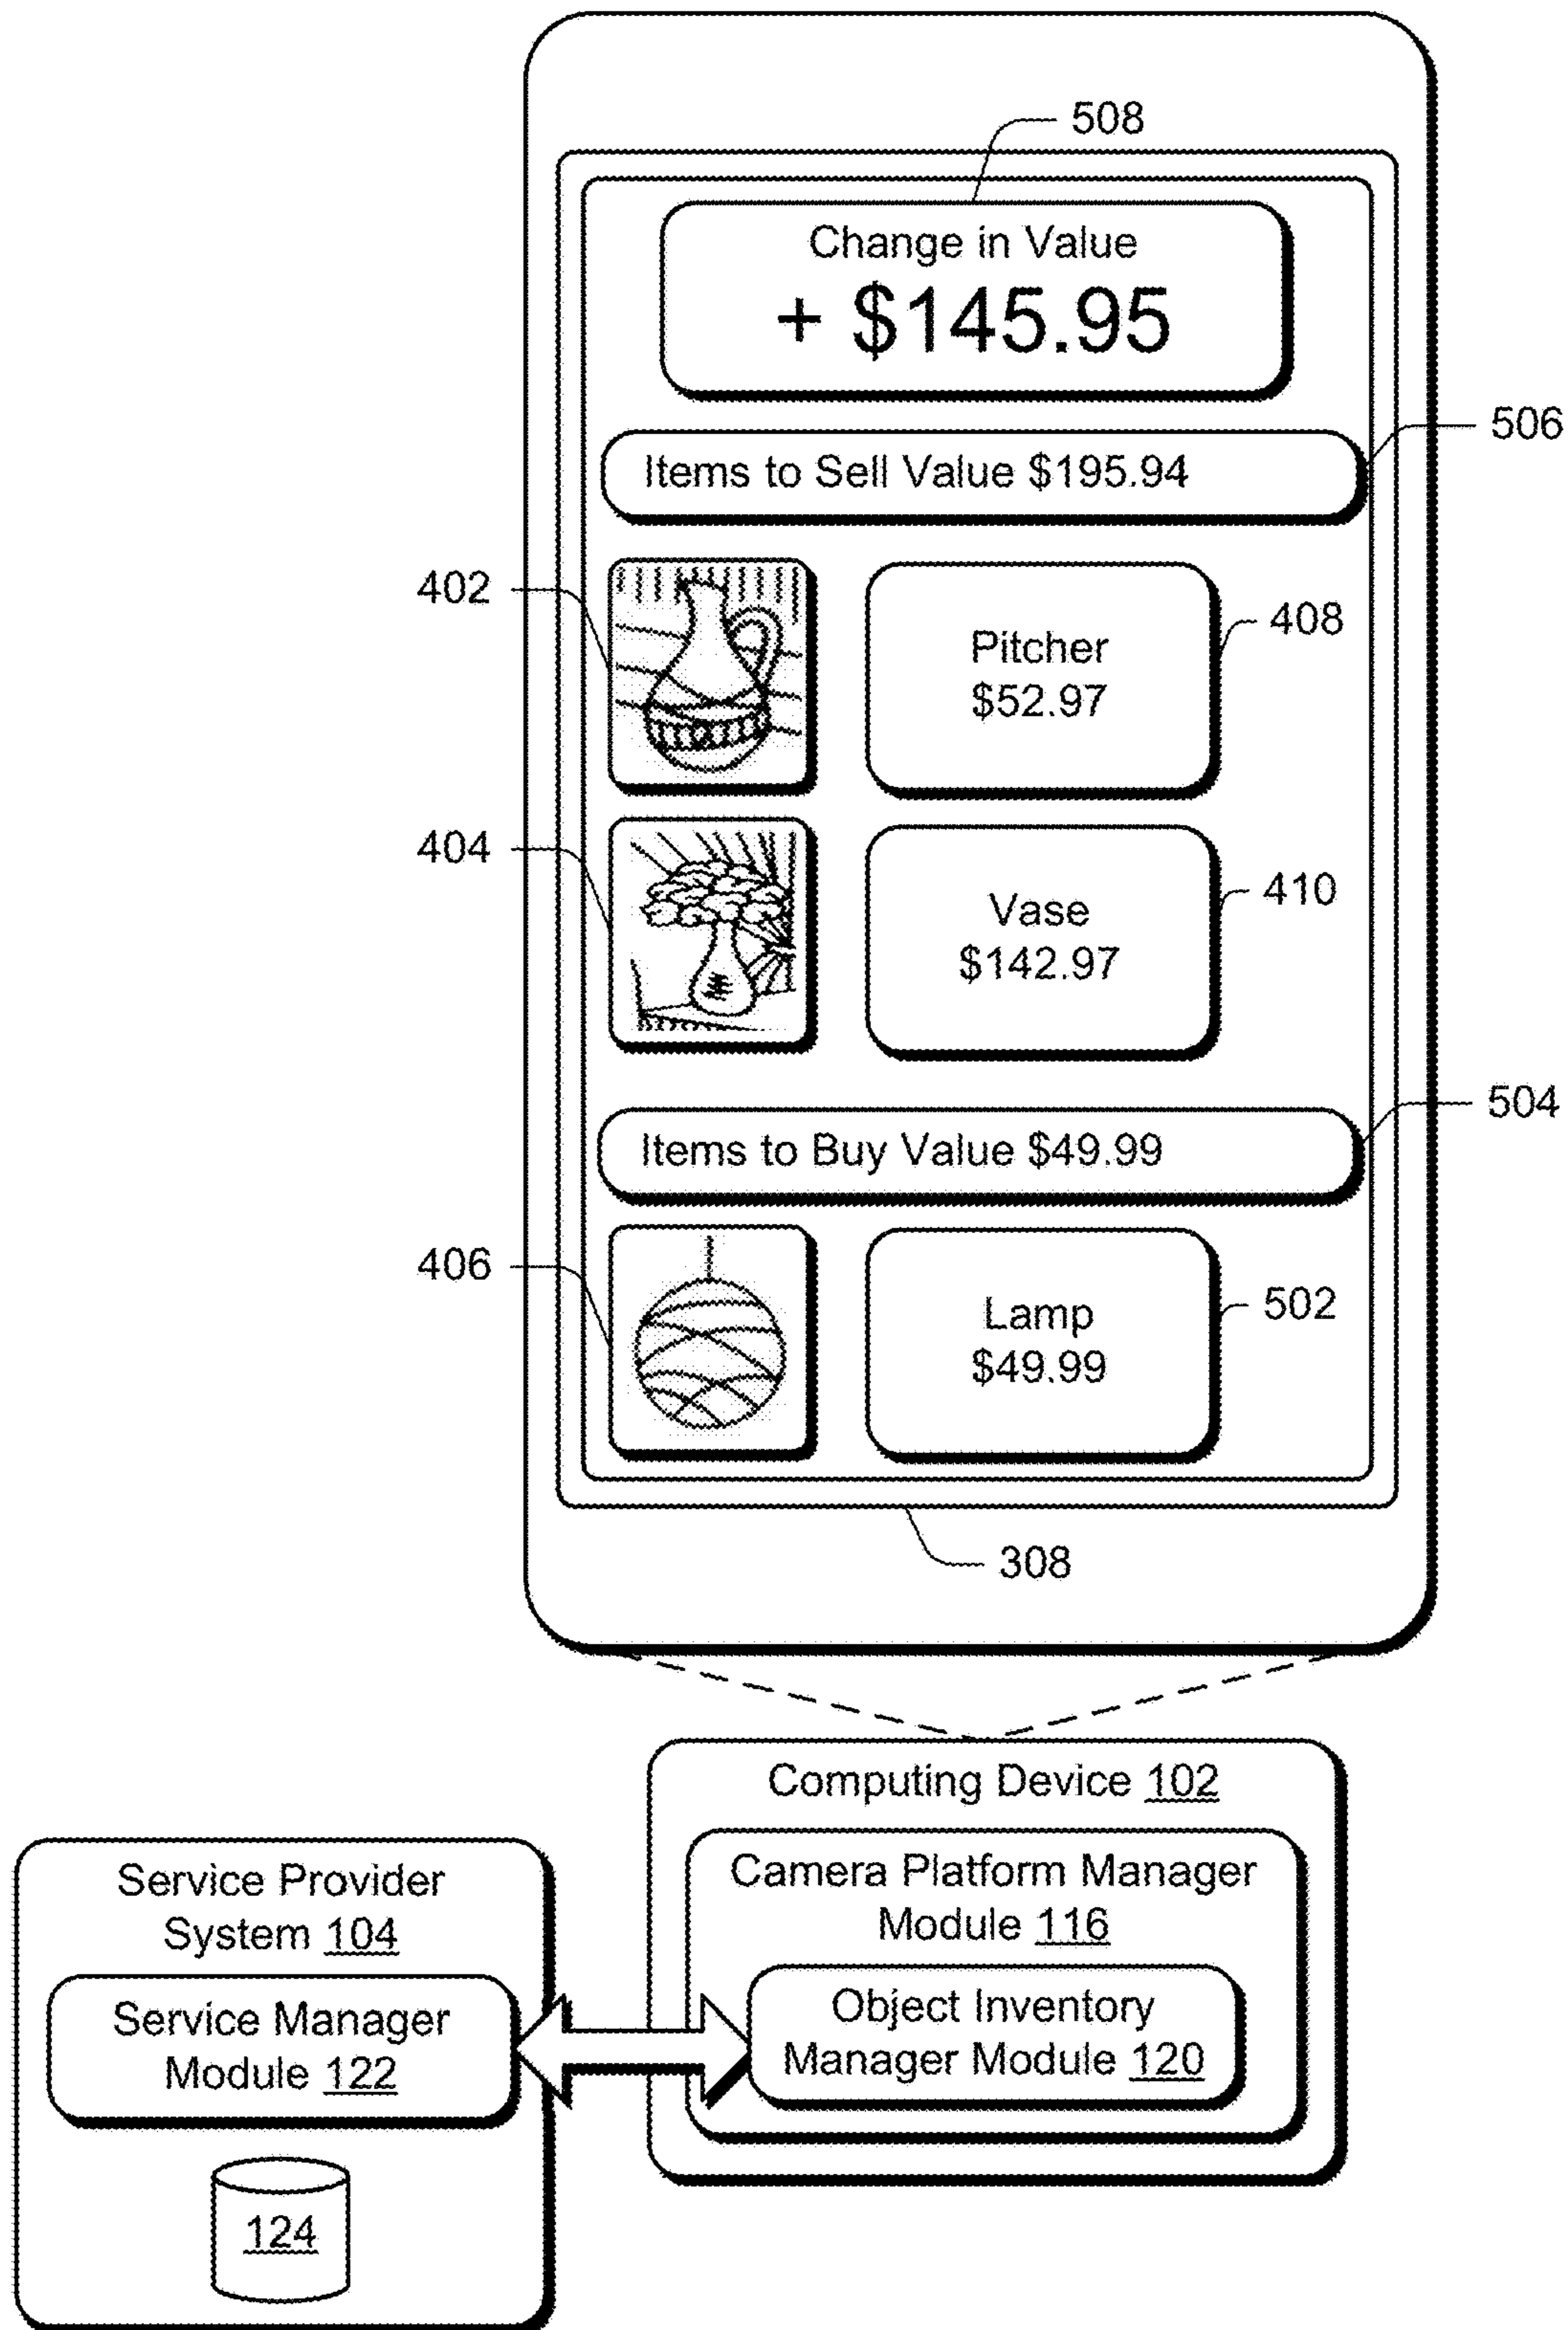 508
Change in Value
+ $145.95
506
Items to Sell Value $195.94
402
Pitcher
$52.97
408
404
Vase
$142.97
410
504
Items to Buy Value $49.99
406
Lamp
$49.99
502
308
Computing Device 102
Camera Platform Manager
Module 116
Object Inventory
Manager Module 120
Service Provider
System 104
Service Manager
Module 122
124